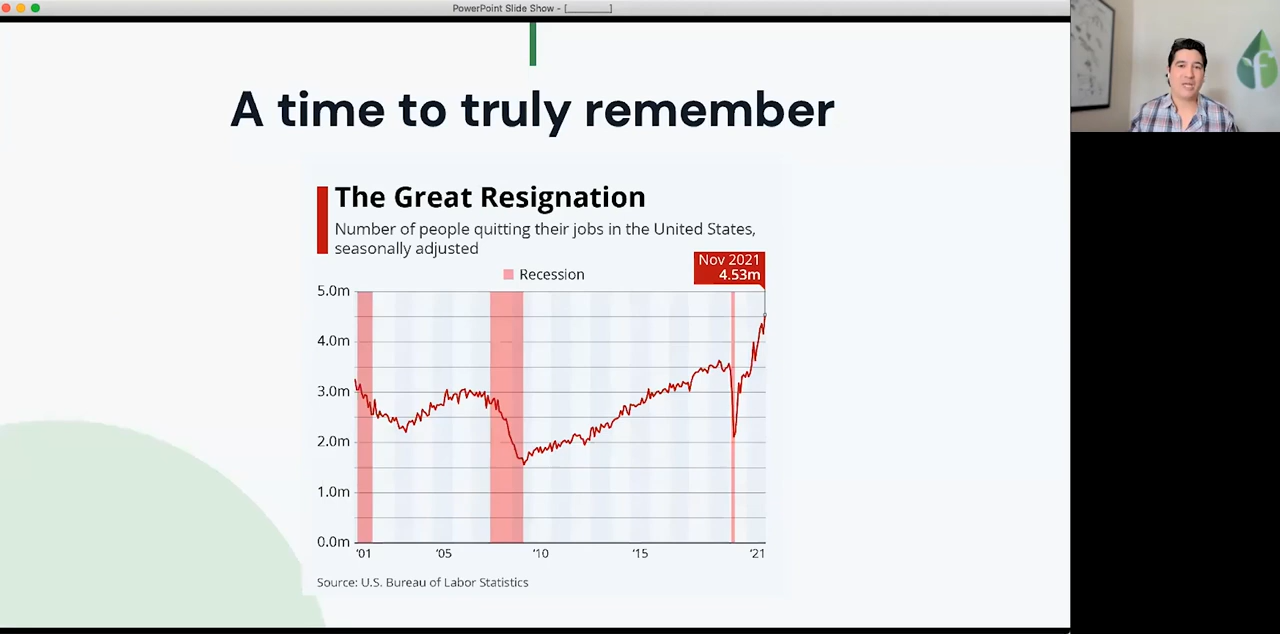 PowerPoint Slide Show - [________]
A time to truly remember
The Great Resignation
Number of people quitting their jobs in the United States,
seasonally adjusted
Recession
Nov 2021
4.53m
5.0m
4.0m
3.0m
2.0m
1.0m
0.0m
'01 '05 '10 '15 '21
Source: U.S. Bureau of Labor Statistics
f